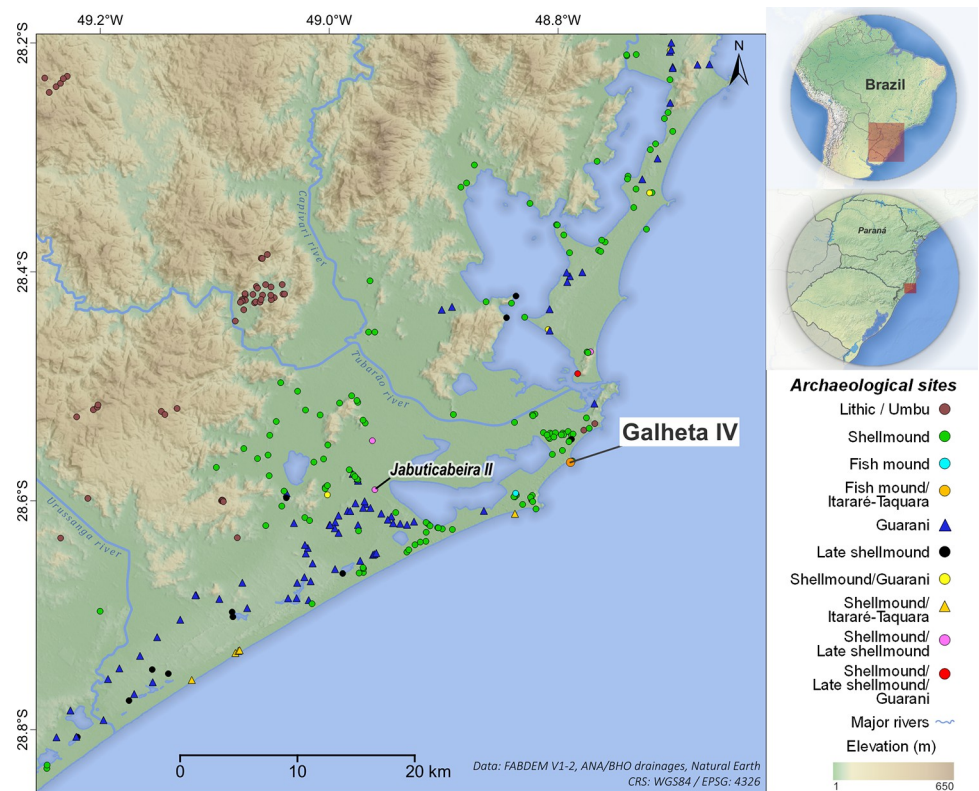 49.2°W
49.0°W
48.8°W
28.2°S
28.4°S
28.6°S
28.8°S
N
Capivari river
Tubarão river
Urussanga river
Galheta IV
Jabuticabeira II
0 10 20 km
Data: FABDEM V1-2, ANA/BHO drainages, Natural Earth
CRS: WGS84 / EPSG: 4326
Brazil
Paraná
Archaeological sites
Lithic / Umbu
Shellmound
Fish mound
Fish mound/
Itararé-Taquara
Guarani
Late shellmound
Shellmound/Guarani
Shellmound/
Itararé-Taquara
Shellmound/
Late shellmound
Shellmound/
Late shellmound/
Guarani
Major rivers
Elevation (m)
1 650